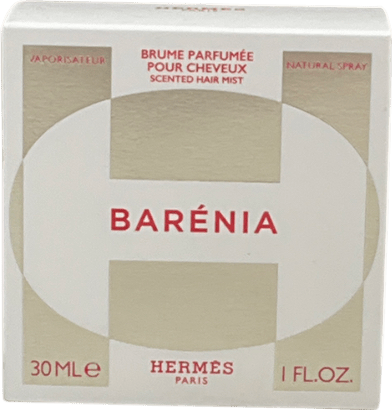 VAPORISATEUR
BRUME PARFUMÉE
POUR CHEVEUX
SCENTED HAIR MIST
NATURAL SPRAY
BARÉNIA
30 ML e
HERMÈS
PARIS
1 FL.OZ.